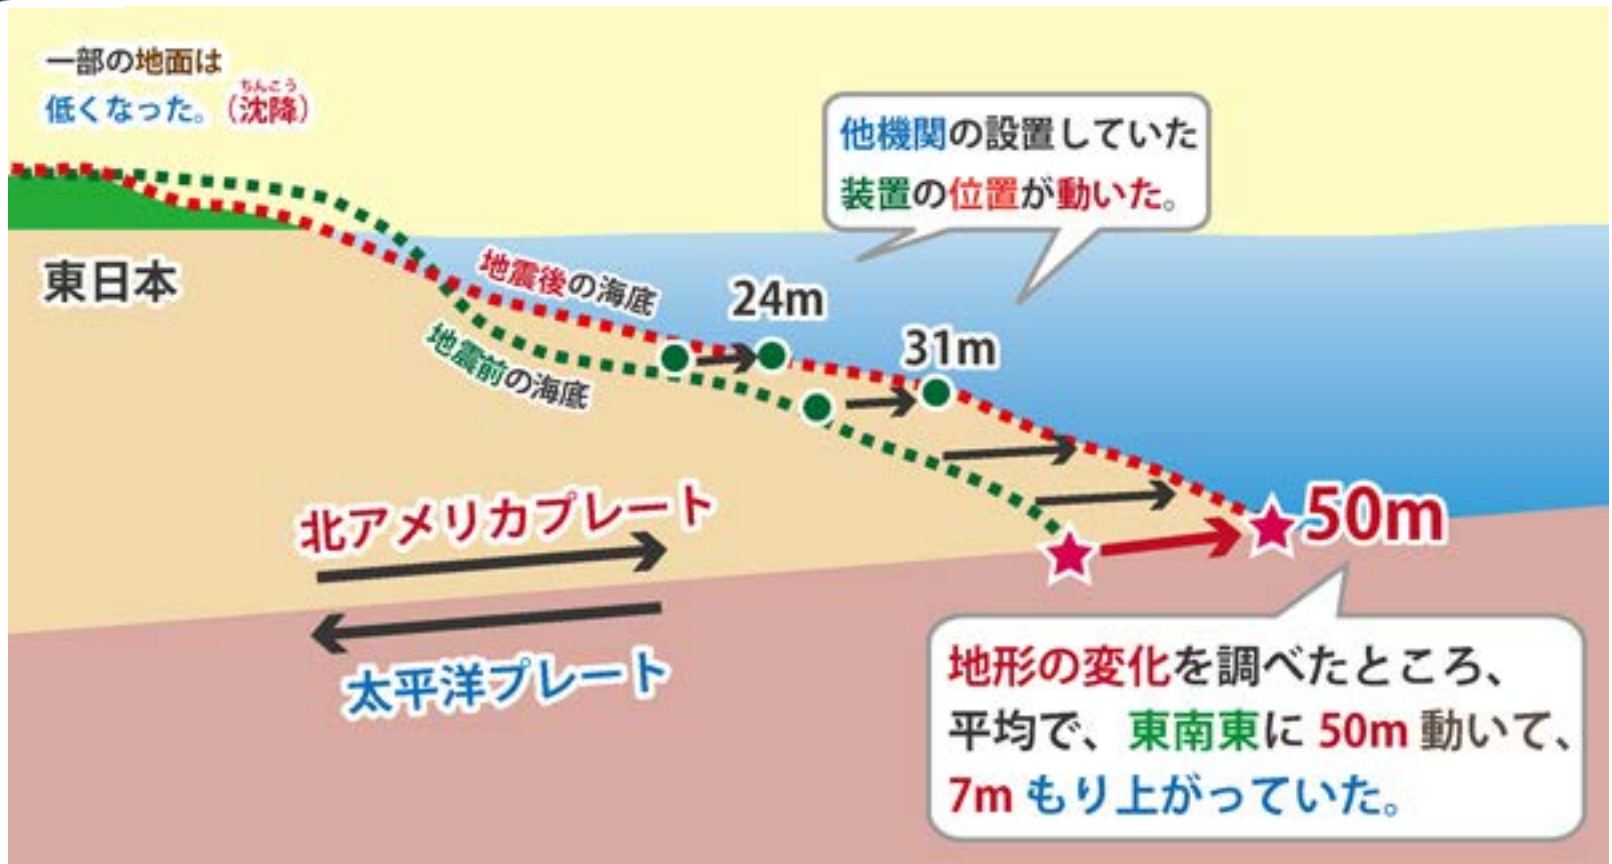 一部の地面は
ちんこう
低くなった。(沈降)
他機関の設置していた
装置の位置が動いた。
東日本
地震後の海底
24m
地震前の海底
31m
北アメリカプレート
50m
太平洋プレート
地形の変化を調べたところ、
平均で、東南東に 50m 動いて、
7m もり上がっていた。